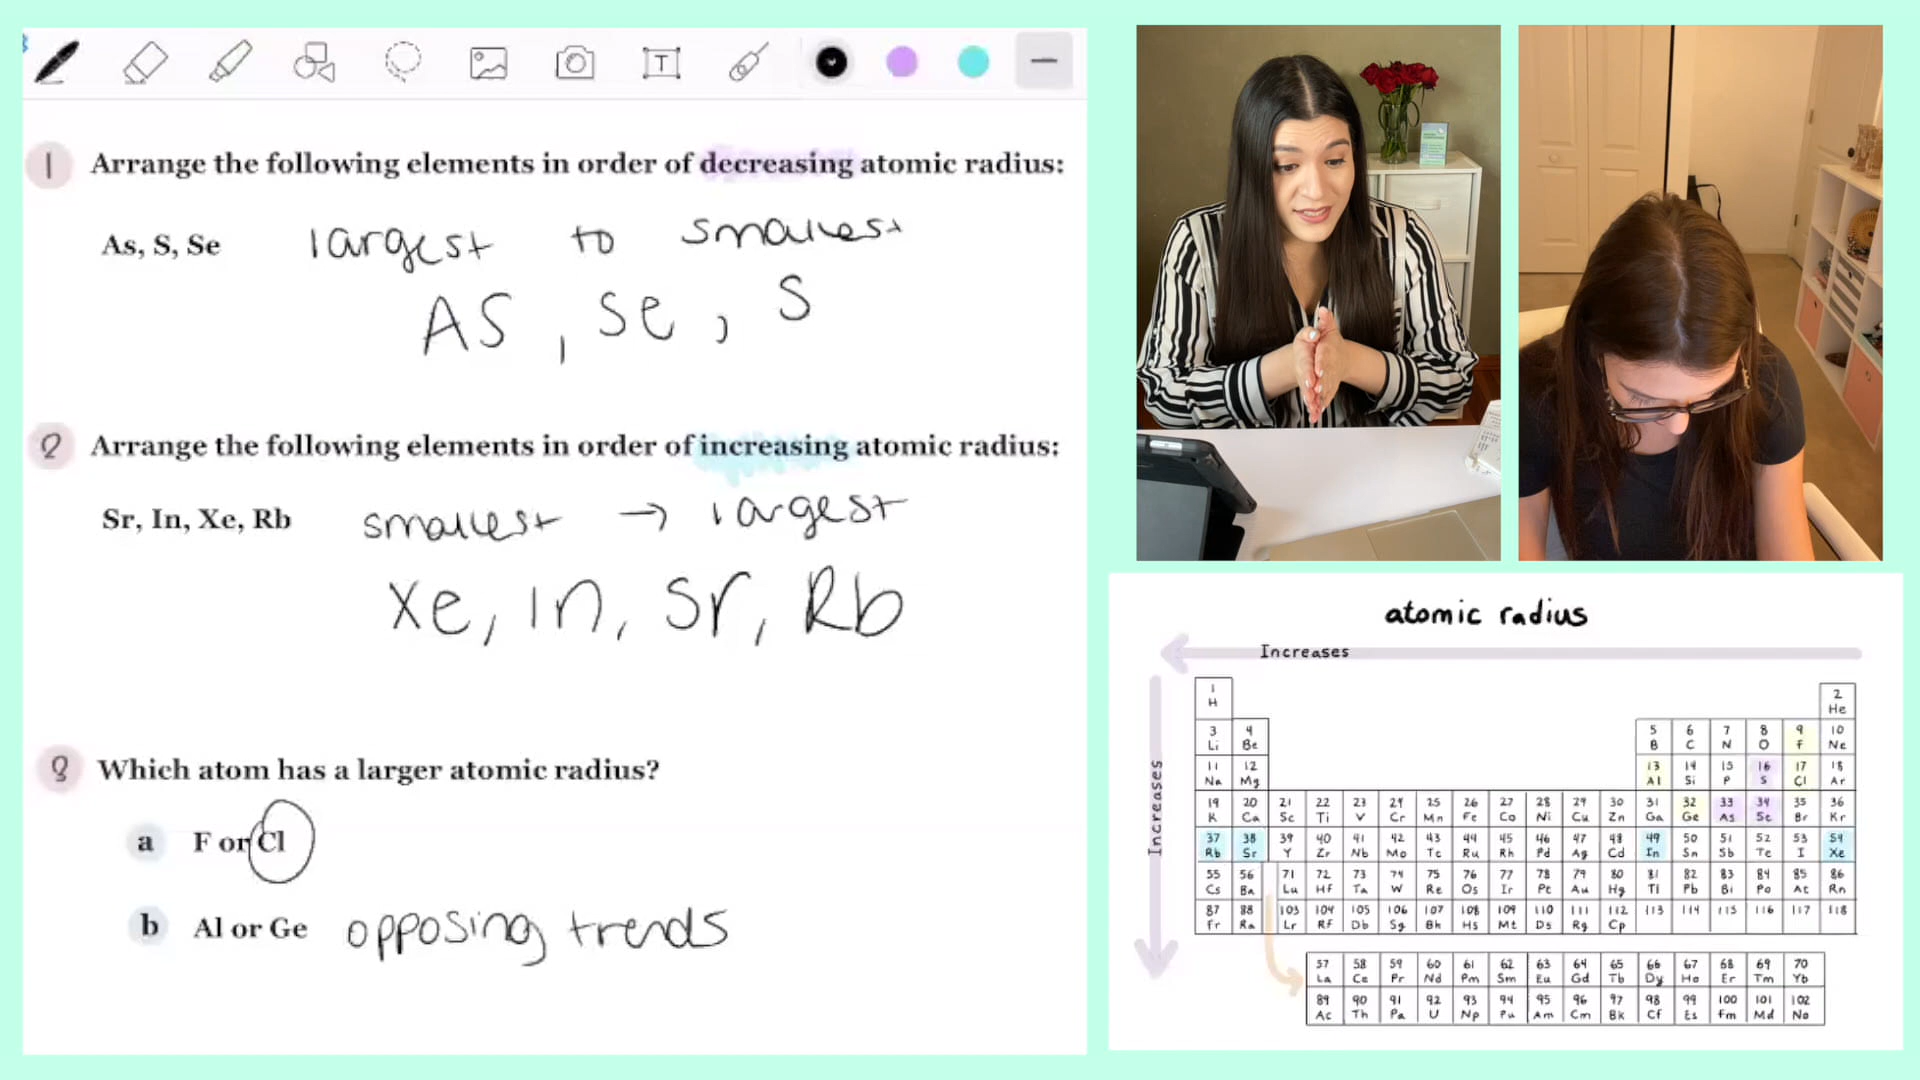 T
1 Arrange the following elements in order of decreasing atomic radius:
As, S, Se largest to smallest
As, Se, S
2 Arrange the following elements in order of increasing atomic radius:
Sr, In, Xe, Rb smallest → largest
Xe, In, Sr, Rb
3 Which atom has a larger atomic radius?
a F or Cl
b Al or Ge opposing trends
atomic radius
Increases
Increases
1 2
H He
3 4 5 6 7 8 9 10
Li Be B C N O F Ne
11 12 13 14 15 16 17 18
Na Mg Al Si P S Cl Ar
19 20 21 22 23 24 25 26 27 28 29 30 31 32 33 34 35 36
K Ca Sc Ti V Cr Mn Fe Co Ni Cu Zn Ga Ge As Se Br Kr
37 38 39 40 41 42 43 44 45 46 47 48 49 50 51 52 53 54
Rb Sr Y Zr Nb Mo Tc Ru Rh Pd Ag Cd In Sn Sb Te I Xe
55 56 71 72 73 74 75 76 77 78 79 80 81 82 83 84 85 86
Cs Ba Lu Hf Ta W Re Os Ir Pt Au Hg Tl Pb Bi Po At Rn
87 88 103 104 105 106 107 108 109 110 111 112 113 114 115 116 117 118
Fr Ra Lr Rf Db Sg Bh Hs Mt Ds Rg Cp
57 58 59 60 61 62 63 64 65 66 67 68 69 70
La Ce Pr Nd Pm Sm Eu Gd Tb Dy Ho Er Tm Yb
89 90 91 92 93 94 95 96 97 98 99 100 101 102
Ac Th Pa U Np Pu Am Cm Bk Cf Es Fm Md No